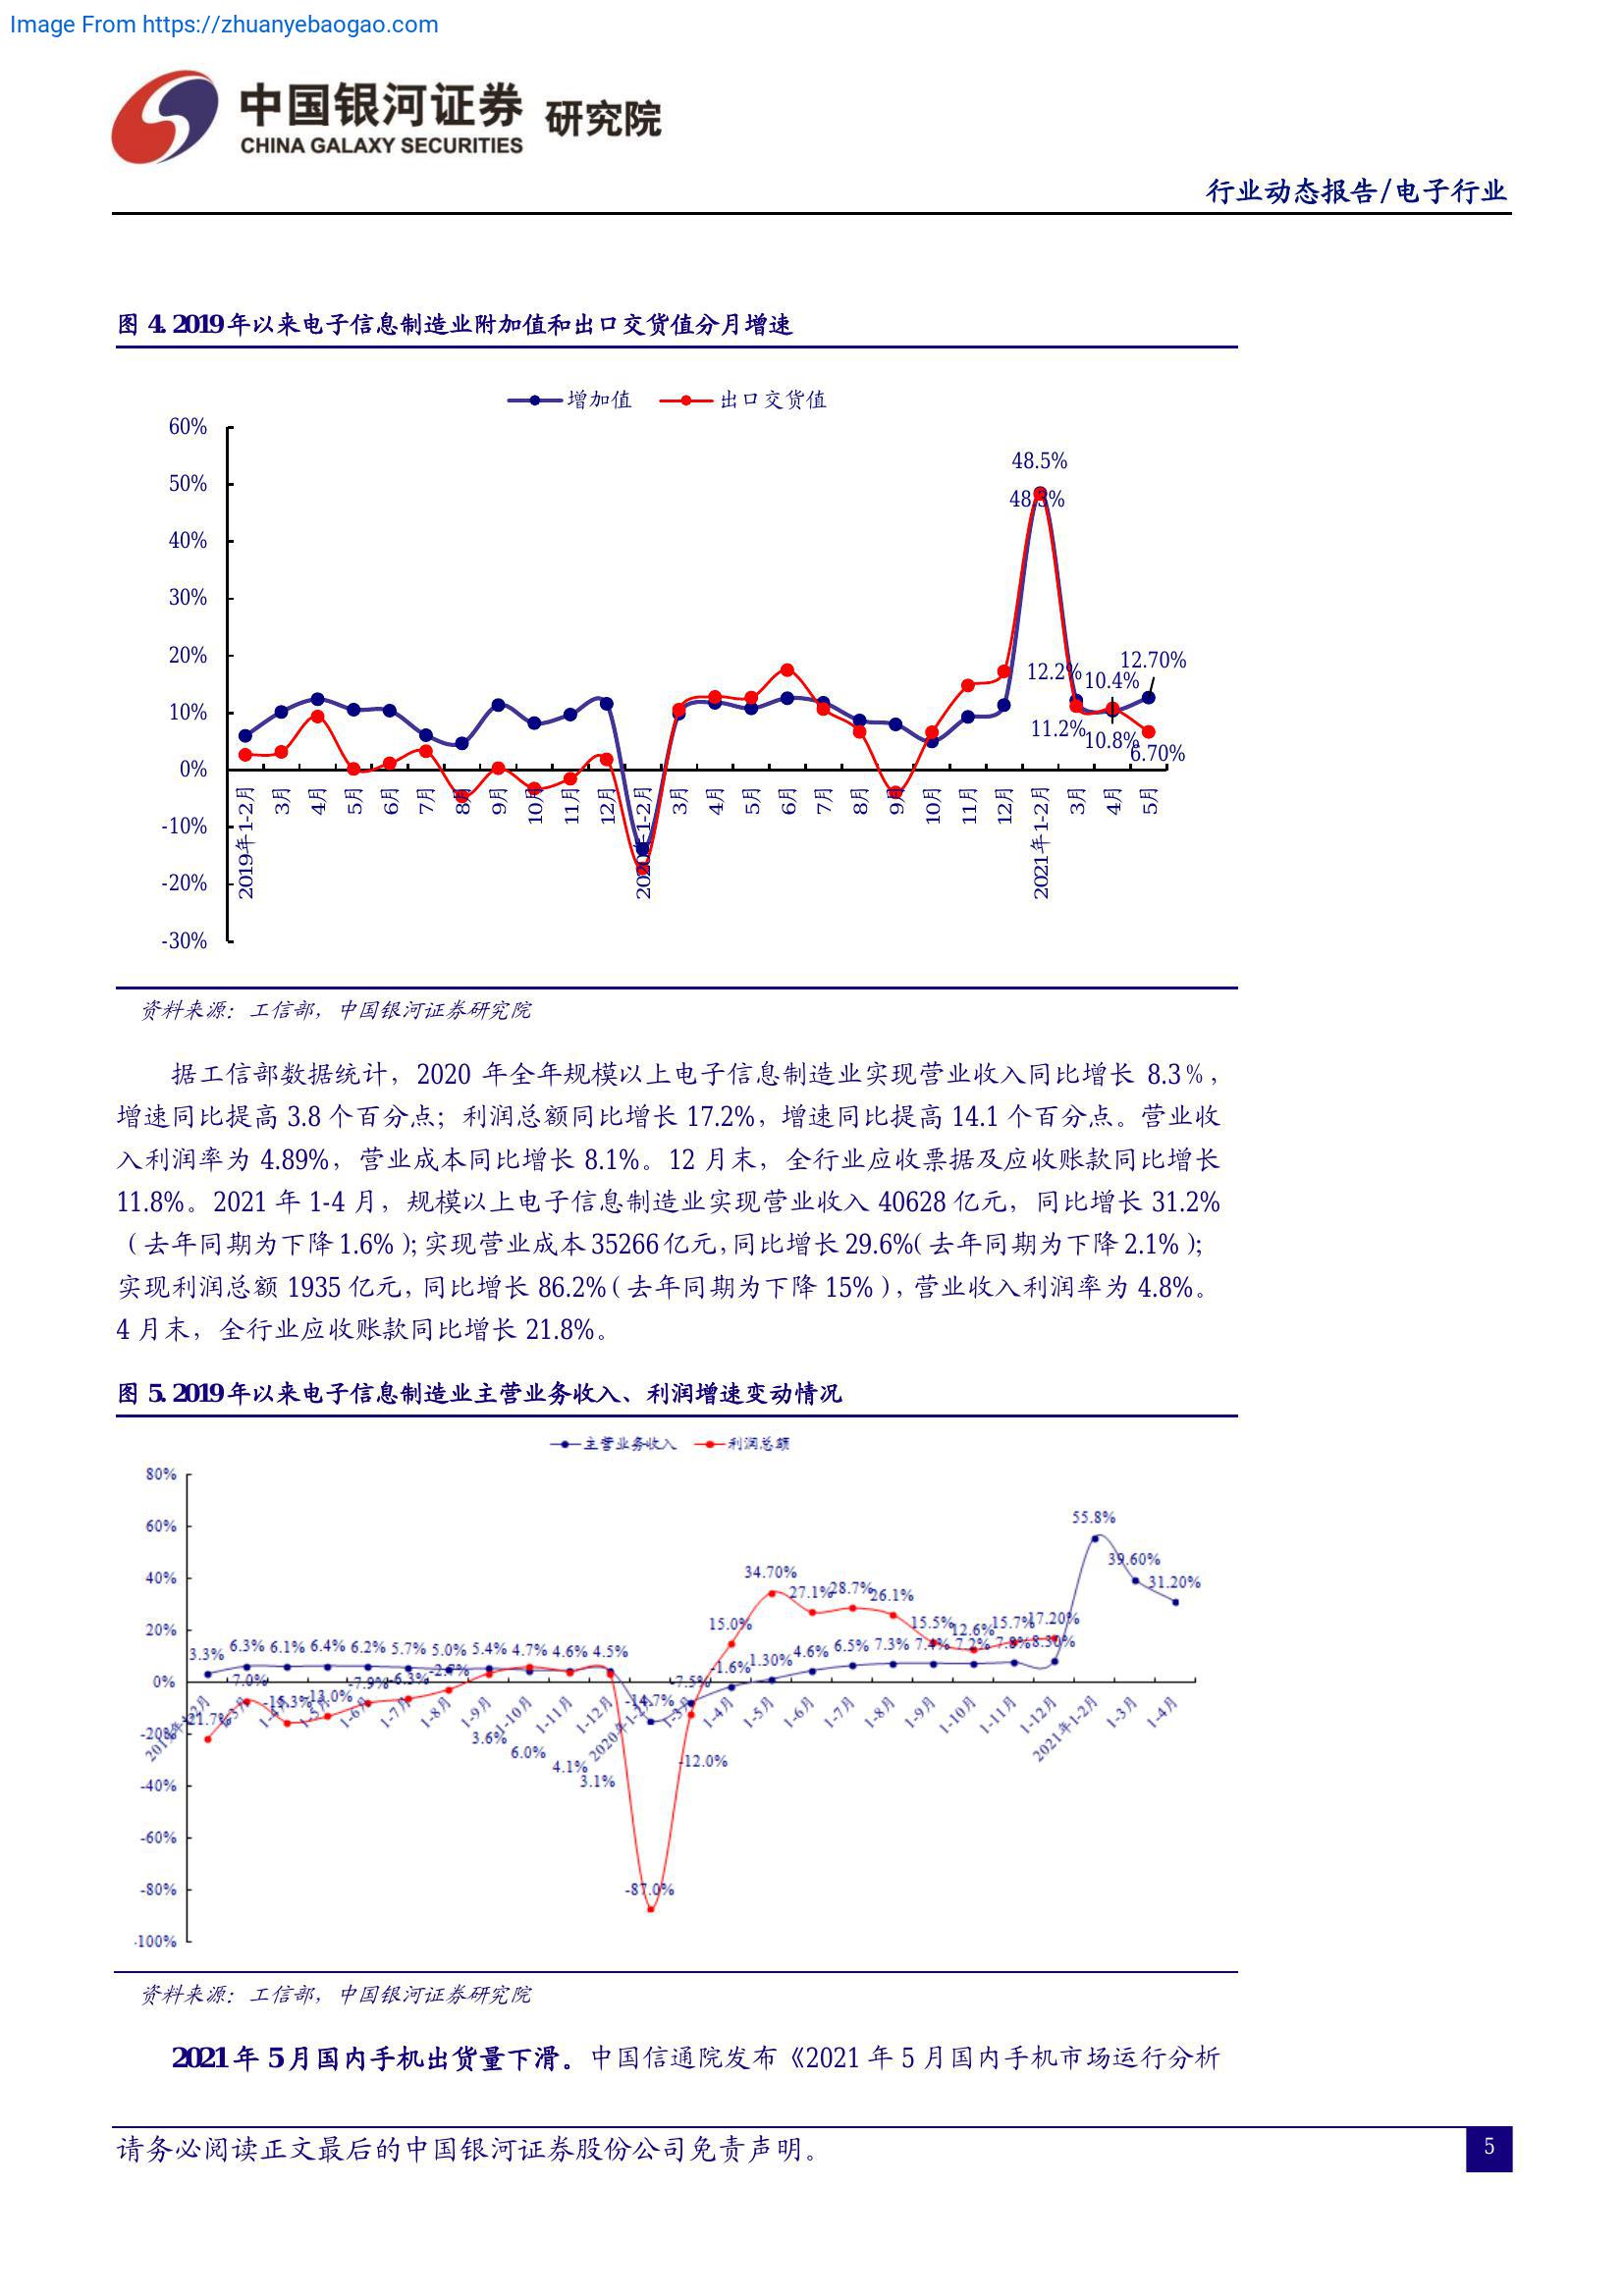 Image From https://zhuanyebaogao.com
中国银河证券 研究院
CHINA GALAXY SECURITIES
行业动态报告/电子行业
图 4. 2019年以来电子信息制造业附加值和出口交货值分月增速
增加值 出口交货值
60%
50%
40%
30%
20%
10%
0%
-10%
-20%
-30%
48.5%
48.3%
12.2%
10.4%
12.70%
11.2%
10.8%
6.70%
2019年1-2月 3月 4月 5月 6月 7月 8月 9月 10月 11月 12月 2020年1-2月 3月 4月 5月 6月 7月 8月 9月 10月 11月 12月 2021年1-2月 3月 4月 5月
资料来源：工信部，中国银河证券研究院
据工信部数据统计，2020 年全年规模以上电子信息制造业实现营业收入同比增长 8.3%，
增速同比提高 3.8 个百分点；利润总额同比增长 17.2%，增速同比提高 14.1 个百分点。营业收
入利润率为 4.89%，营业成本同比增长 8.1%。12 月末，全行业应收票据及应收账款同比增长
11.8%。2021 年 1-4 月，规模以上电子信息制造业实现营业收入 40628 亿元，同比增长 31.2%
（去年同期为下降 1.6%）；实现营业成本 35266 亿元，同比增长 29.6%（去年同期为下降 2.1%）；
实现利润总额 1935 亿元，同比增长 86.2%（去年同期为下降 15%），营业收入利润率为 4.8%。
4 月末，全行业应收账款同比增长 21.8%。
图 5. 2019年以来电子信息制造业主营业务收入、利润增速变动情况
主营业务收入 利润总额
80%
60%
40%
20%
0%
-20%
-40%
-60%
-80%
-100%
3.3% 6.3% 6.1% 6.4% 6.2% 5.7% 5.0% 5.4% 4.7% 4.6% 4.5% -14.7% -7.5% -1.6% 1.30% 4.6% 6.5% 7.3% 7.4% 7.2% 7.8% 8.30% 55.8% 39.60% 31.20%
-21.7% -7.0% -15.3% -13.0% -7.9% -6.3% -2.7% 3.6% 6.0% 4.1% 3.1% -87.0% -12.0% 15.0% 34.70% 27.1% 28.7% 26.1% 15.5% 12.6% 15.7% 17.20%
2019年1-2月 1-3月 1-4月 1-5月 1-6月 1-7月 1-8月 1-9月 1-10月 1-11月 1-12月 2020年1-2月 1-3月 1-4月 1-5月 1-6月 1-7月 1-8月 1-9月 1-10月 1-11月 1-12月 2021年1-2月 1-3月 1-4月
资料来源：工信部，中国银河证券研究院
2021 年 5 月国内手机出货量下滑。中国信通院发布《2021 年 5 月国内手机市场运行分析
请务必阅读正文最后的中国银河证券股份公司免责声明。
5